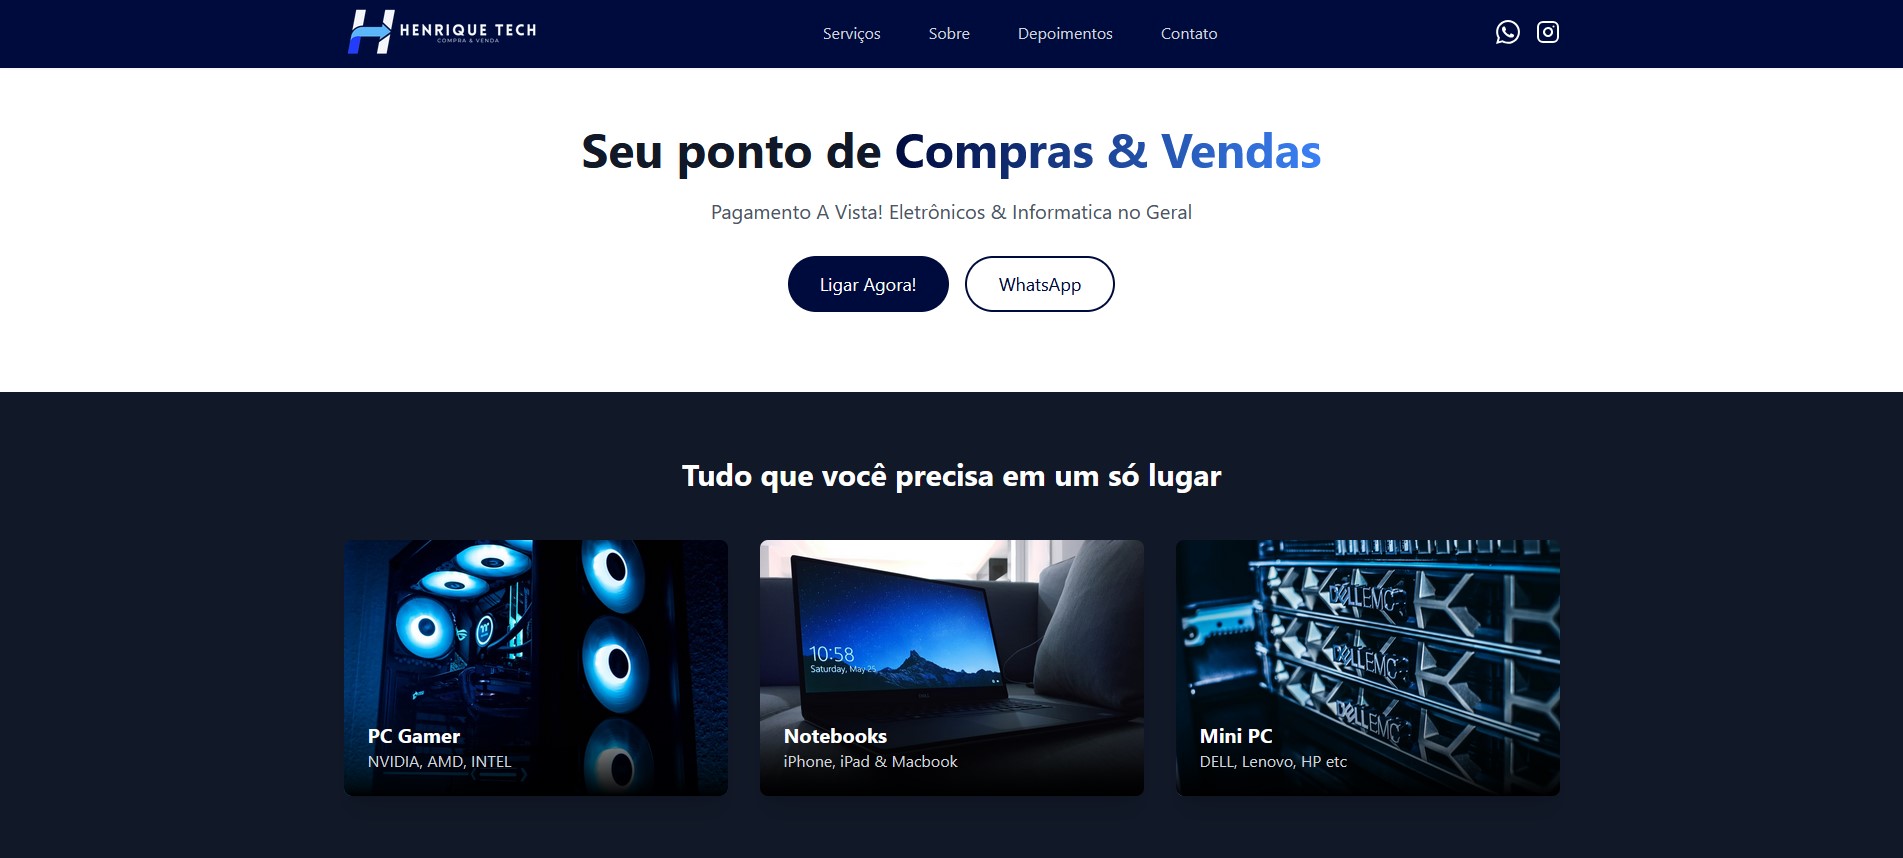 HENRIQUE TECH
COMPRA & VENDA
Serviços
Sobre
Depoimentos
Contato
Seu ponto de Compras & Vendas
Pagamento A Vista! Eletrônicos & Informatica no Geral
Ligar Agora!
WhatsApp
Tudo que você precisa em um só lugar
PC Gamer
NVIDIA, AMD, INTEL
10:58
Saturday, May 25
DELL
Notebooks
iPhone, iPad & Macbook
DELLEMC
DELLEMC
DELLEMC
Mini PC
DELL, Lenovo, HP etc